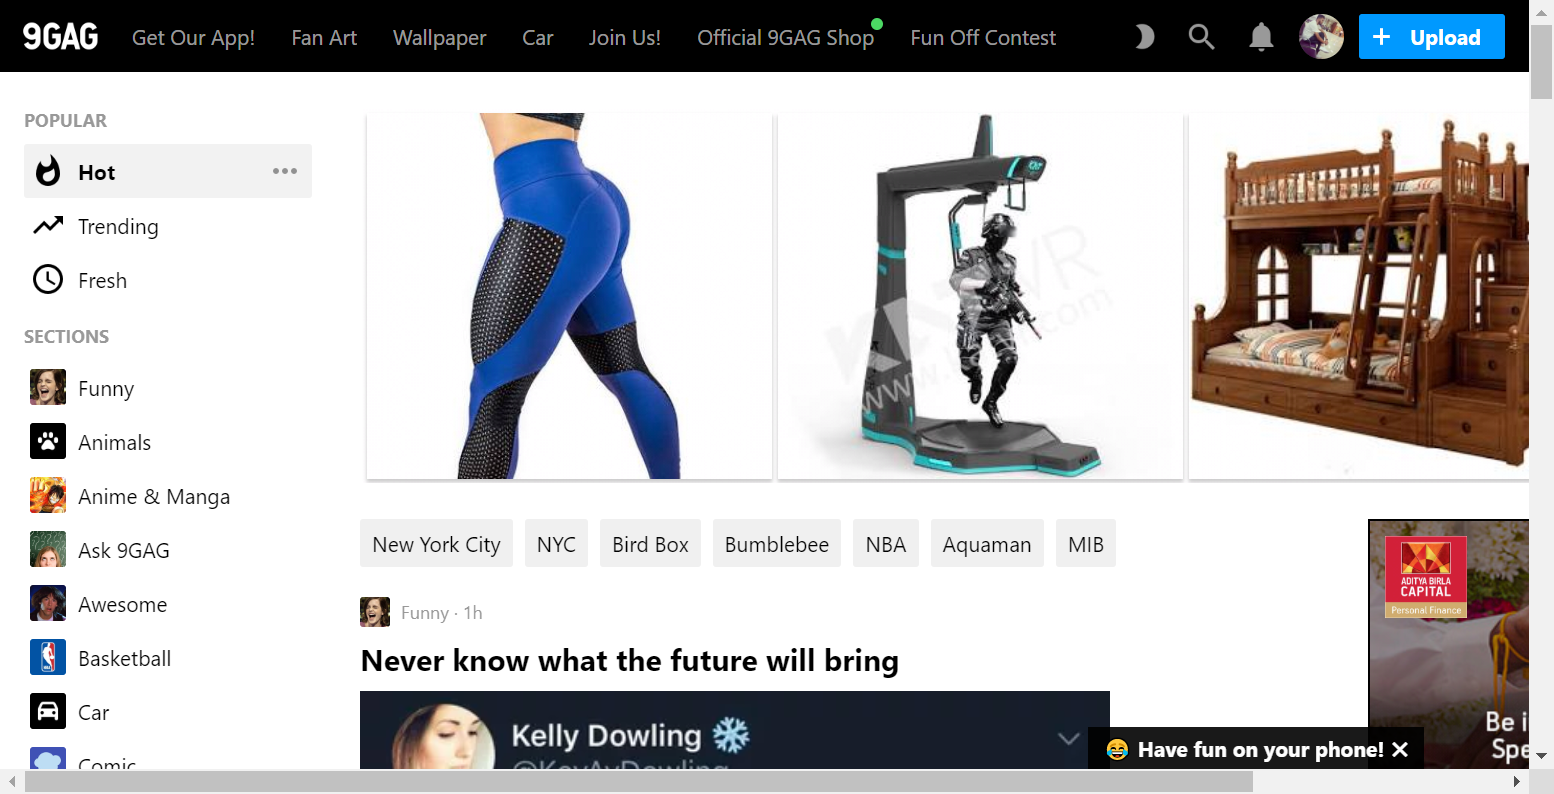 9GAG
Get Our App!
Fan Art
Wallpaper
Car
Join Us!
Official 9GAG Shop
Fun Off Contest
+ Upload
POPULAR
Hot
Trending
Fresh
SECTIONS
Funny
Animals
Anime & Manga
Ask 9GAG
Awesome
Basketball
Car
Comic
New York City
NYC
Bird Box
Bumblebee
NBA
Aquaman
MIB
Funny · 1h
Never know what the future will bring
Kelly Dowling ❄
ADITYA BIRLA
CAPITAL
Personal Finance
Be i
Spe
😂 Have fun on your phone! ✕